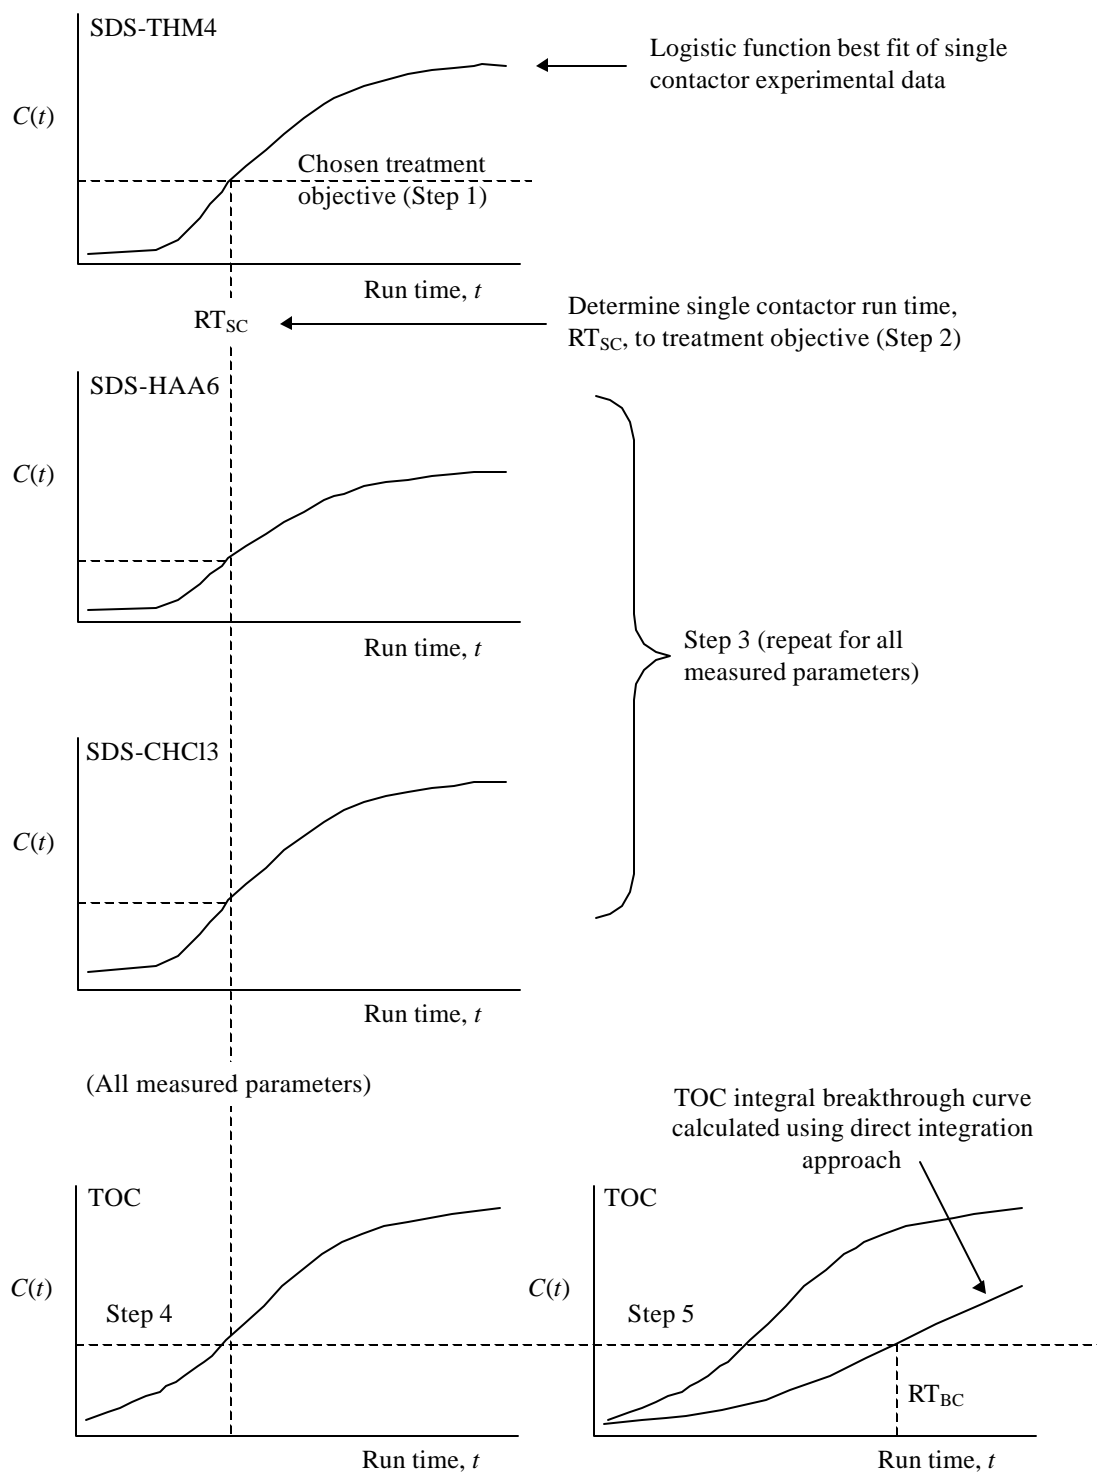 SDS-THM4
Logistic function best fit of single
contactor experimental data
C(t)
Chosen treatment
objective (Step 1)
Run time, t
RTSC
Determine single contactor run time,
RTSC, to treatment objective (Step 2)
SDS-HAA6
C(t)
Run time, t
Step 3 (repeat for all
measured parameters)
SDS-CHCl3
C(t)
Run time, t
(All measured parameters)
TOC integral breakthrough curve
calculated using direct integration
approach
TOC
C(t)
Step 4
Run time, t
TOC
C(t)
Step 5
RTBC
Run time, t